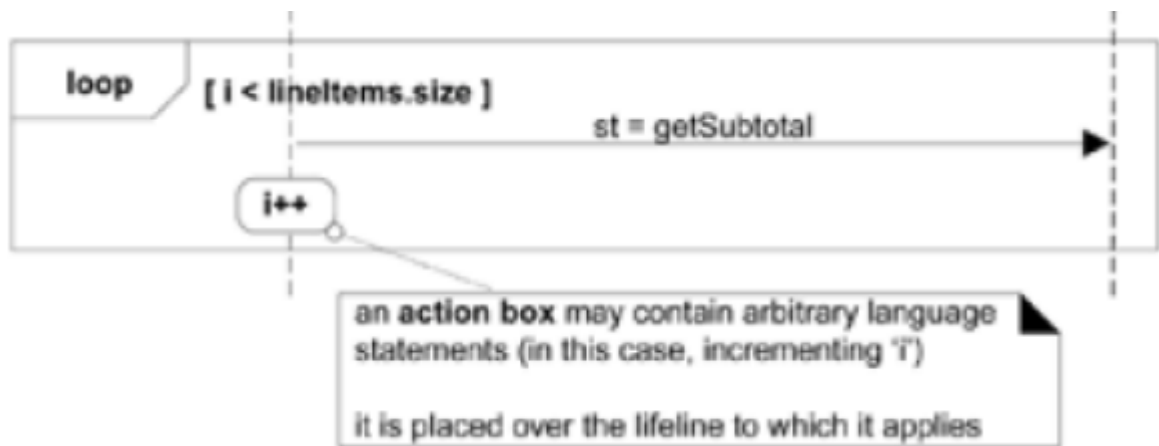 loop
[ i < lineItems.size ]
st = getSubtotal
i++
an action box may contain arbitrary language
statements (in this case, incrementing 'i')
it is placed over the lifeline to which it applies